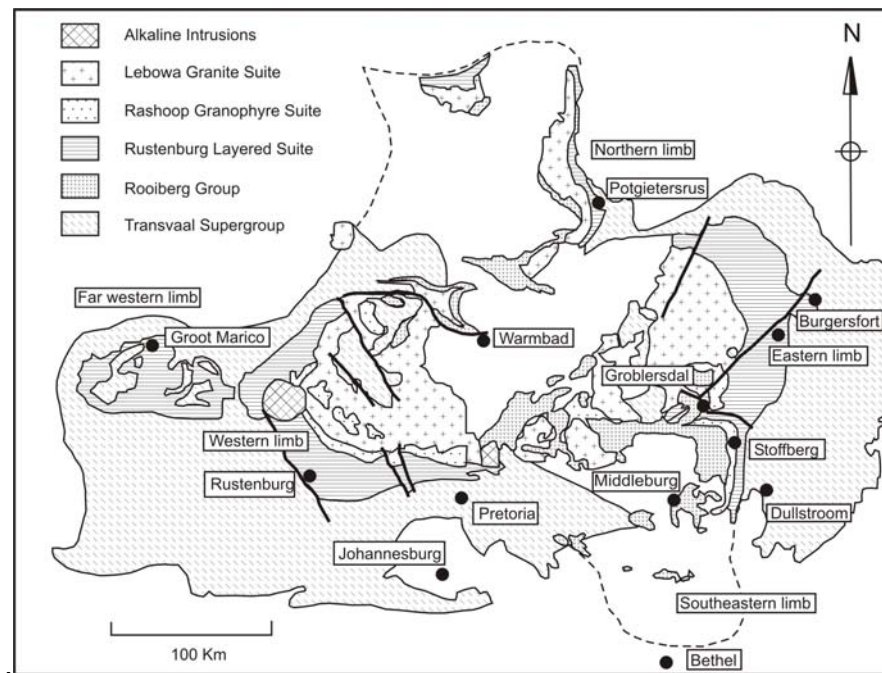 Alkaline Intrusions
Lebowa Granite Suite
Rashoop Granophyre Suite
Rustenburg Layered Suite
Rooiberg Group
Transvaal Supergroup
N
Northern limb
Potgietersrus
Far western limb
Groot Marico
Warmbad
Burgersfort
Eastern limb
Groblersdal
Western limb
Stoffberg
Rustenburg
Middleburg
Pretoria
Dullstroom
Johannesburg
Southeastern limb
100 Km
Bethel